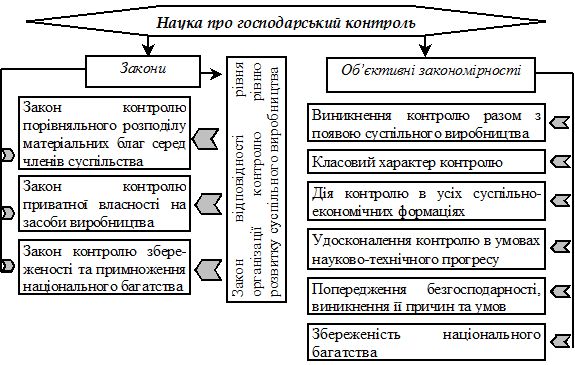 Наука про господарський контроль
Закони
Об’єктивні закономірності
Закон контролю
порівняльного розподілу
матеріальних благ серед
членів суспільства
Закон контролю
приватної власності на
засоби виробництва
Закон контролю збере-
женості та примноження
національного багатства
Закон відповідності рівня
організації контролю рівню
розвитку суспільного виробництва
Виникнення контролю разом з
появою суспільного виробництва
Класовий характер контролю
Дія контролю в усіх суспільно-
економічних формаціях
Удосконалення контролю в умовах
науково-технічного прогресу
Попередження безгосподарності,
виникнення її причин та умов
Збереженість національного
багатства